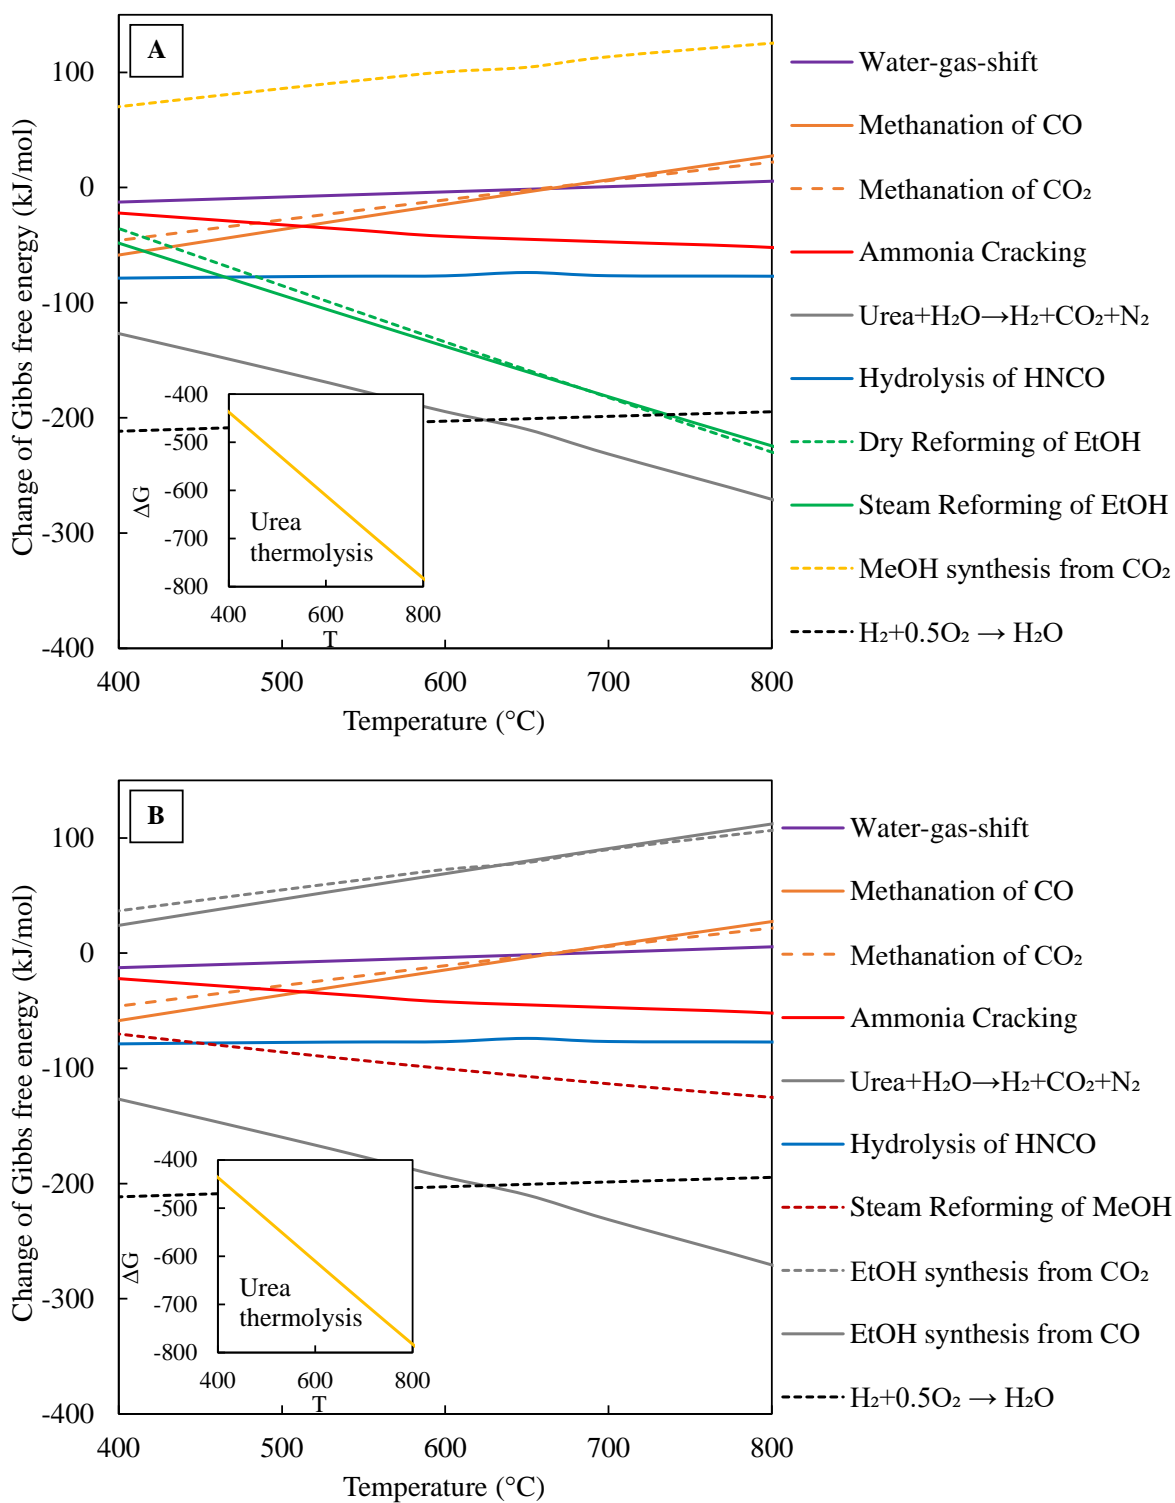 A
Change of Gibbs free energy (kJ/mol)
100
0
-100
-200
-300
-400
400
500
600
700
800
Temperature (°C)
-400
-500
-600
-700
-800
ΔG
Urea
thermolysis
400
600
800
T
Water-gas-shift
Methanation of CO
Methanation of CO₂
Ammonia Cracking
Urea+H₂O→H₂+CO₂+N₂
Hydrolysis of HNCO
Dry Reforming of EtOH
Steam Reforming of EtOH
MeOH synthesis from CO₂
H₂+0.5O₂ → H₂O
B
Change of Gibbs free energy (kJ/mol)
100
0
-100
-200
-300
-400
400
500
600
700
800
Temperature (°C)
-400
-500
-600
-700
-800
ΔG
Urea
thermolysis
400
600
800
T
Water-gas-shift
Methanation of CO
Methanation of CO₂
Ammonia Cracking
Urea+H₂O→H₂+CO₂+N₂
Hydrolysis of HNCO
Steam Reforming of MeOH
EtOH synthesis from CO₂
EtOH synthesis from CO
H₂+0.5O₂ → H₂O